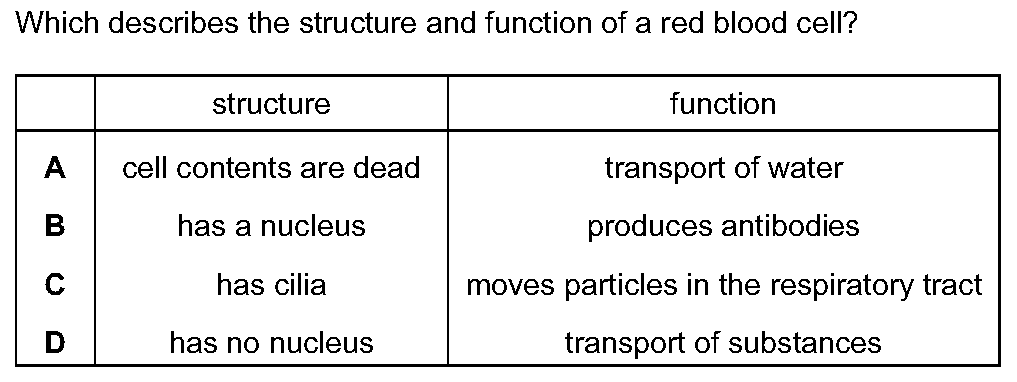 Which describes the structure and function of a red blood cell?
structure function
A cell contents are dead transport of water
B has a nucleus produces antibodies
C has cilia moves particles in the respiratory tract
D has no nucleus transport of substances